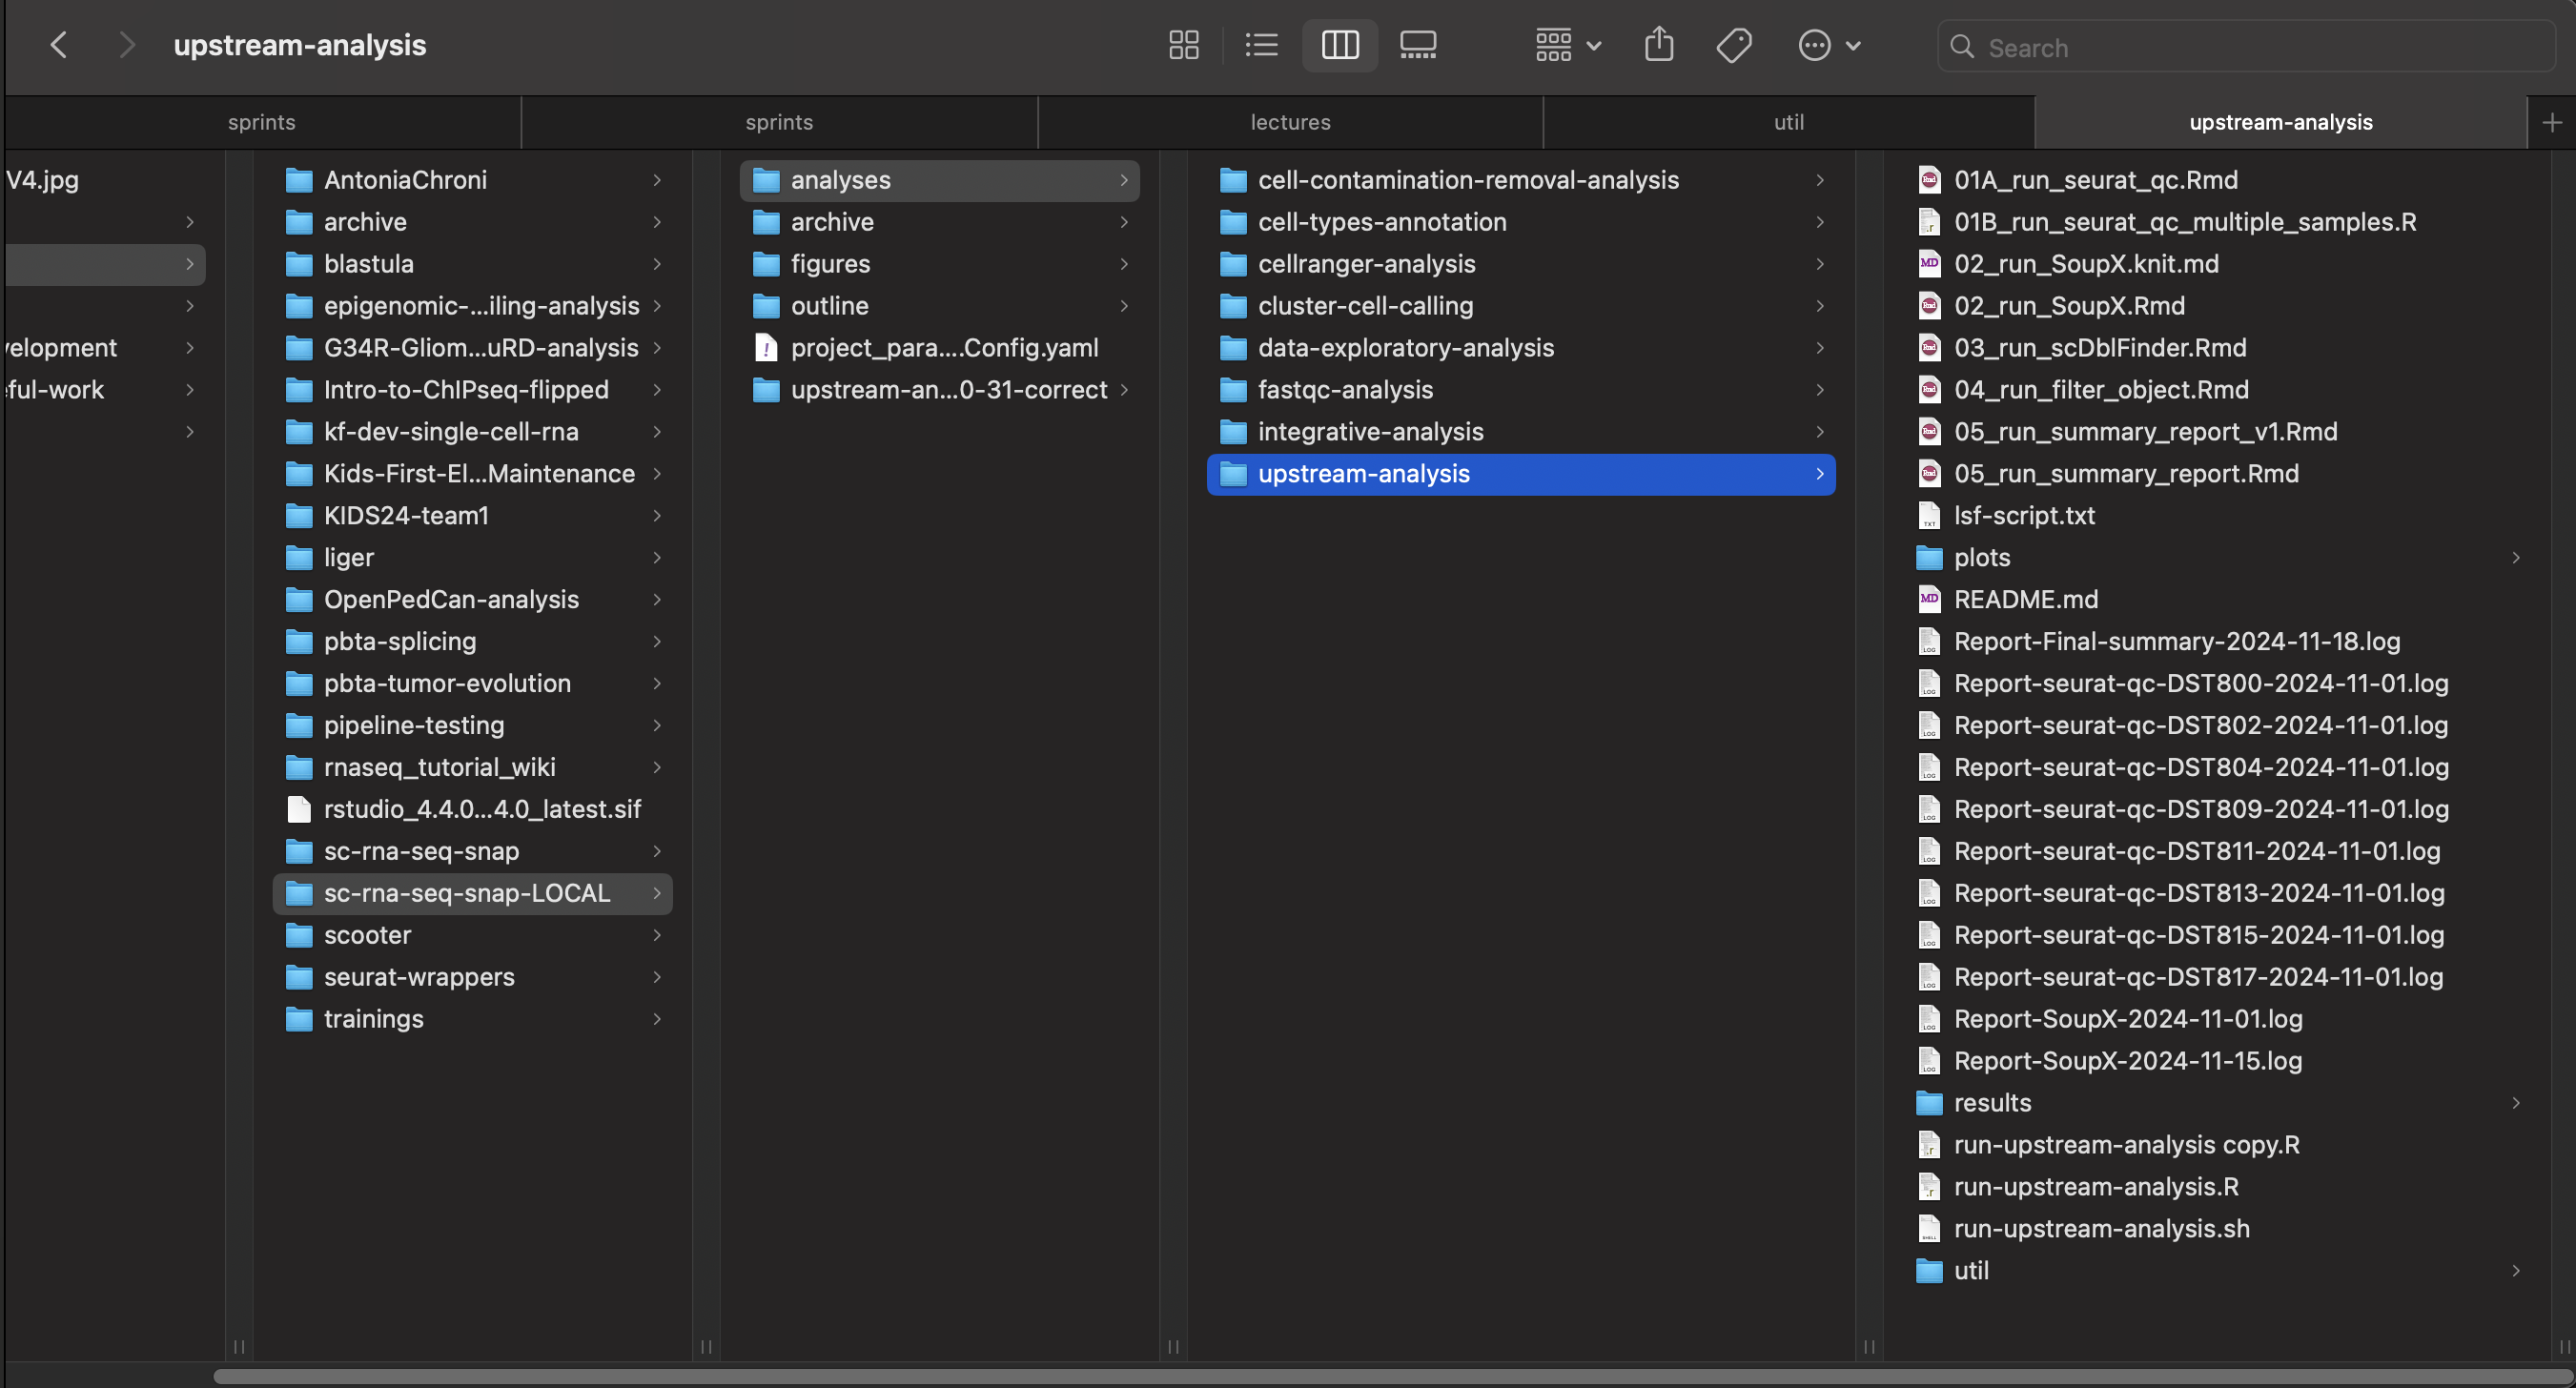 upstream-analysis
Search
sprints
sprints
lectures
util
upstream-analysis
V4.jpg
velopment
eful-work
AntoniaChroni
archive
blastula
epigenomic-...iling-analysis
G34R-Gliom...uRD-analysis
Intro-to-ChIPseq-flipped
kf-dev-single-cell-rna
Kids-First-El...Maintenance
KIDS24-team1
liger
OpenPedCan-analysis
pbta-splicing
pbta-tumor-evolution
pipeline-testing
rnaseq_tutorial_wiki
rstudio_4.4.0...4.0_latest.sif
sc-rna-seq-snap
sc-rna-seq-snap-LOCAL
scooter
seurat-wrappers
trainings
analyses
archive
figures
outline
project_para....Config.yaml
upstream-an...0-31-correct
cell-contamination-removal-analysis
cell-types-annotation
cellranger-analysis
cluster-cell-calling
data-exploratory-analysis
fastqc-analysis
integrative-analysis
upstream-analysis
01A_run_seurat_qc.Rmd
01B_run_seurat_qc_multiple_samples.R
02_run_SoupX.knit.md
02_run_SoupX.Rmd
03_run_scDblFinder.Rmd
04_run_filter_object.Rmd
05_run_summary_report_v1.Rmd
05_run_summary_report.Rmd
lsf-script.txt
plots
README.md
Report-Final-summary-2024-11-18.log
Report-seurat-qc-DST800-2024-11-01.log
Report-seurat-qc-DST802-2024-11-01.log
Report-seurat-qc-DST804-2024-11-01.log
Report-seurat-qc-DST809-2024-11-01.log
Report-seurat-qc-DST811-2024-11-01.log
Report-seurat-qc-DST813-2024-11-01.log
Report-seurat-qc-DST815-2024-11-01.log
Report-seurat-qc-DST817-2024-11-01.log
Report-SoupX-2024-11-01.log
Report-SoupX-2024-11-15.log
results
run-upstream-analysis copy.R
run-upstream-analysis.R
run-upstream-analysis.sh
util